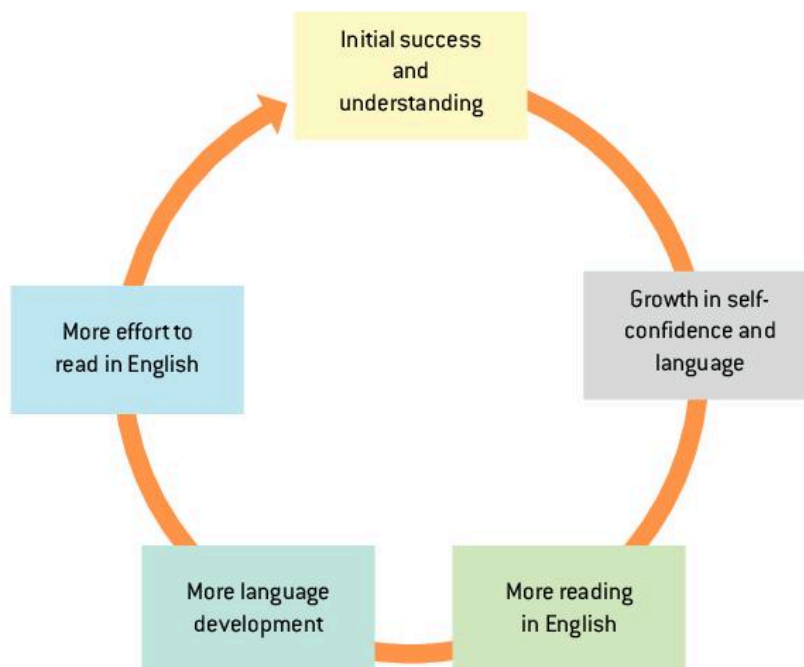 Initial success
and
understanding
Growth in self-
confidence and
language
More reading
in English
More language
development
More effort to
read in English